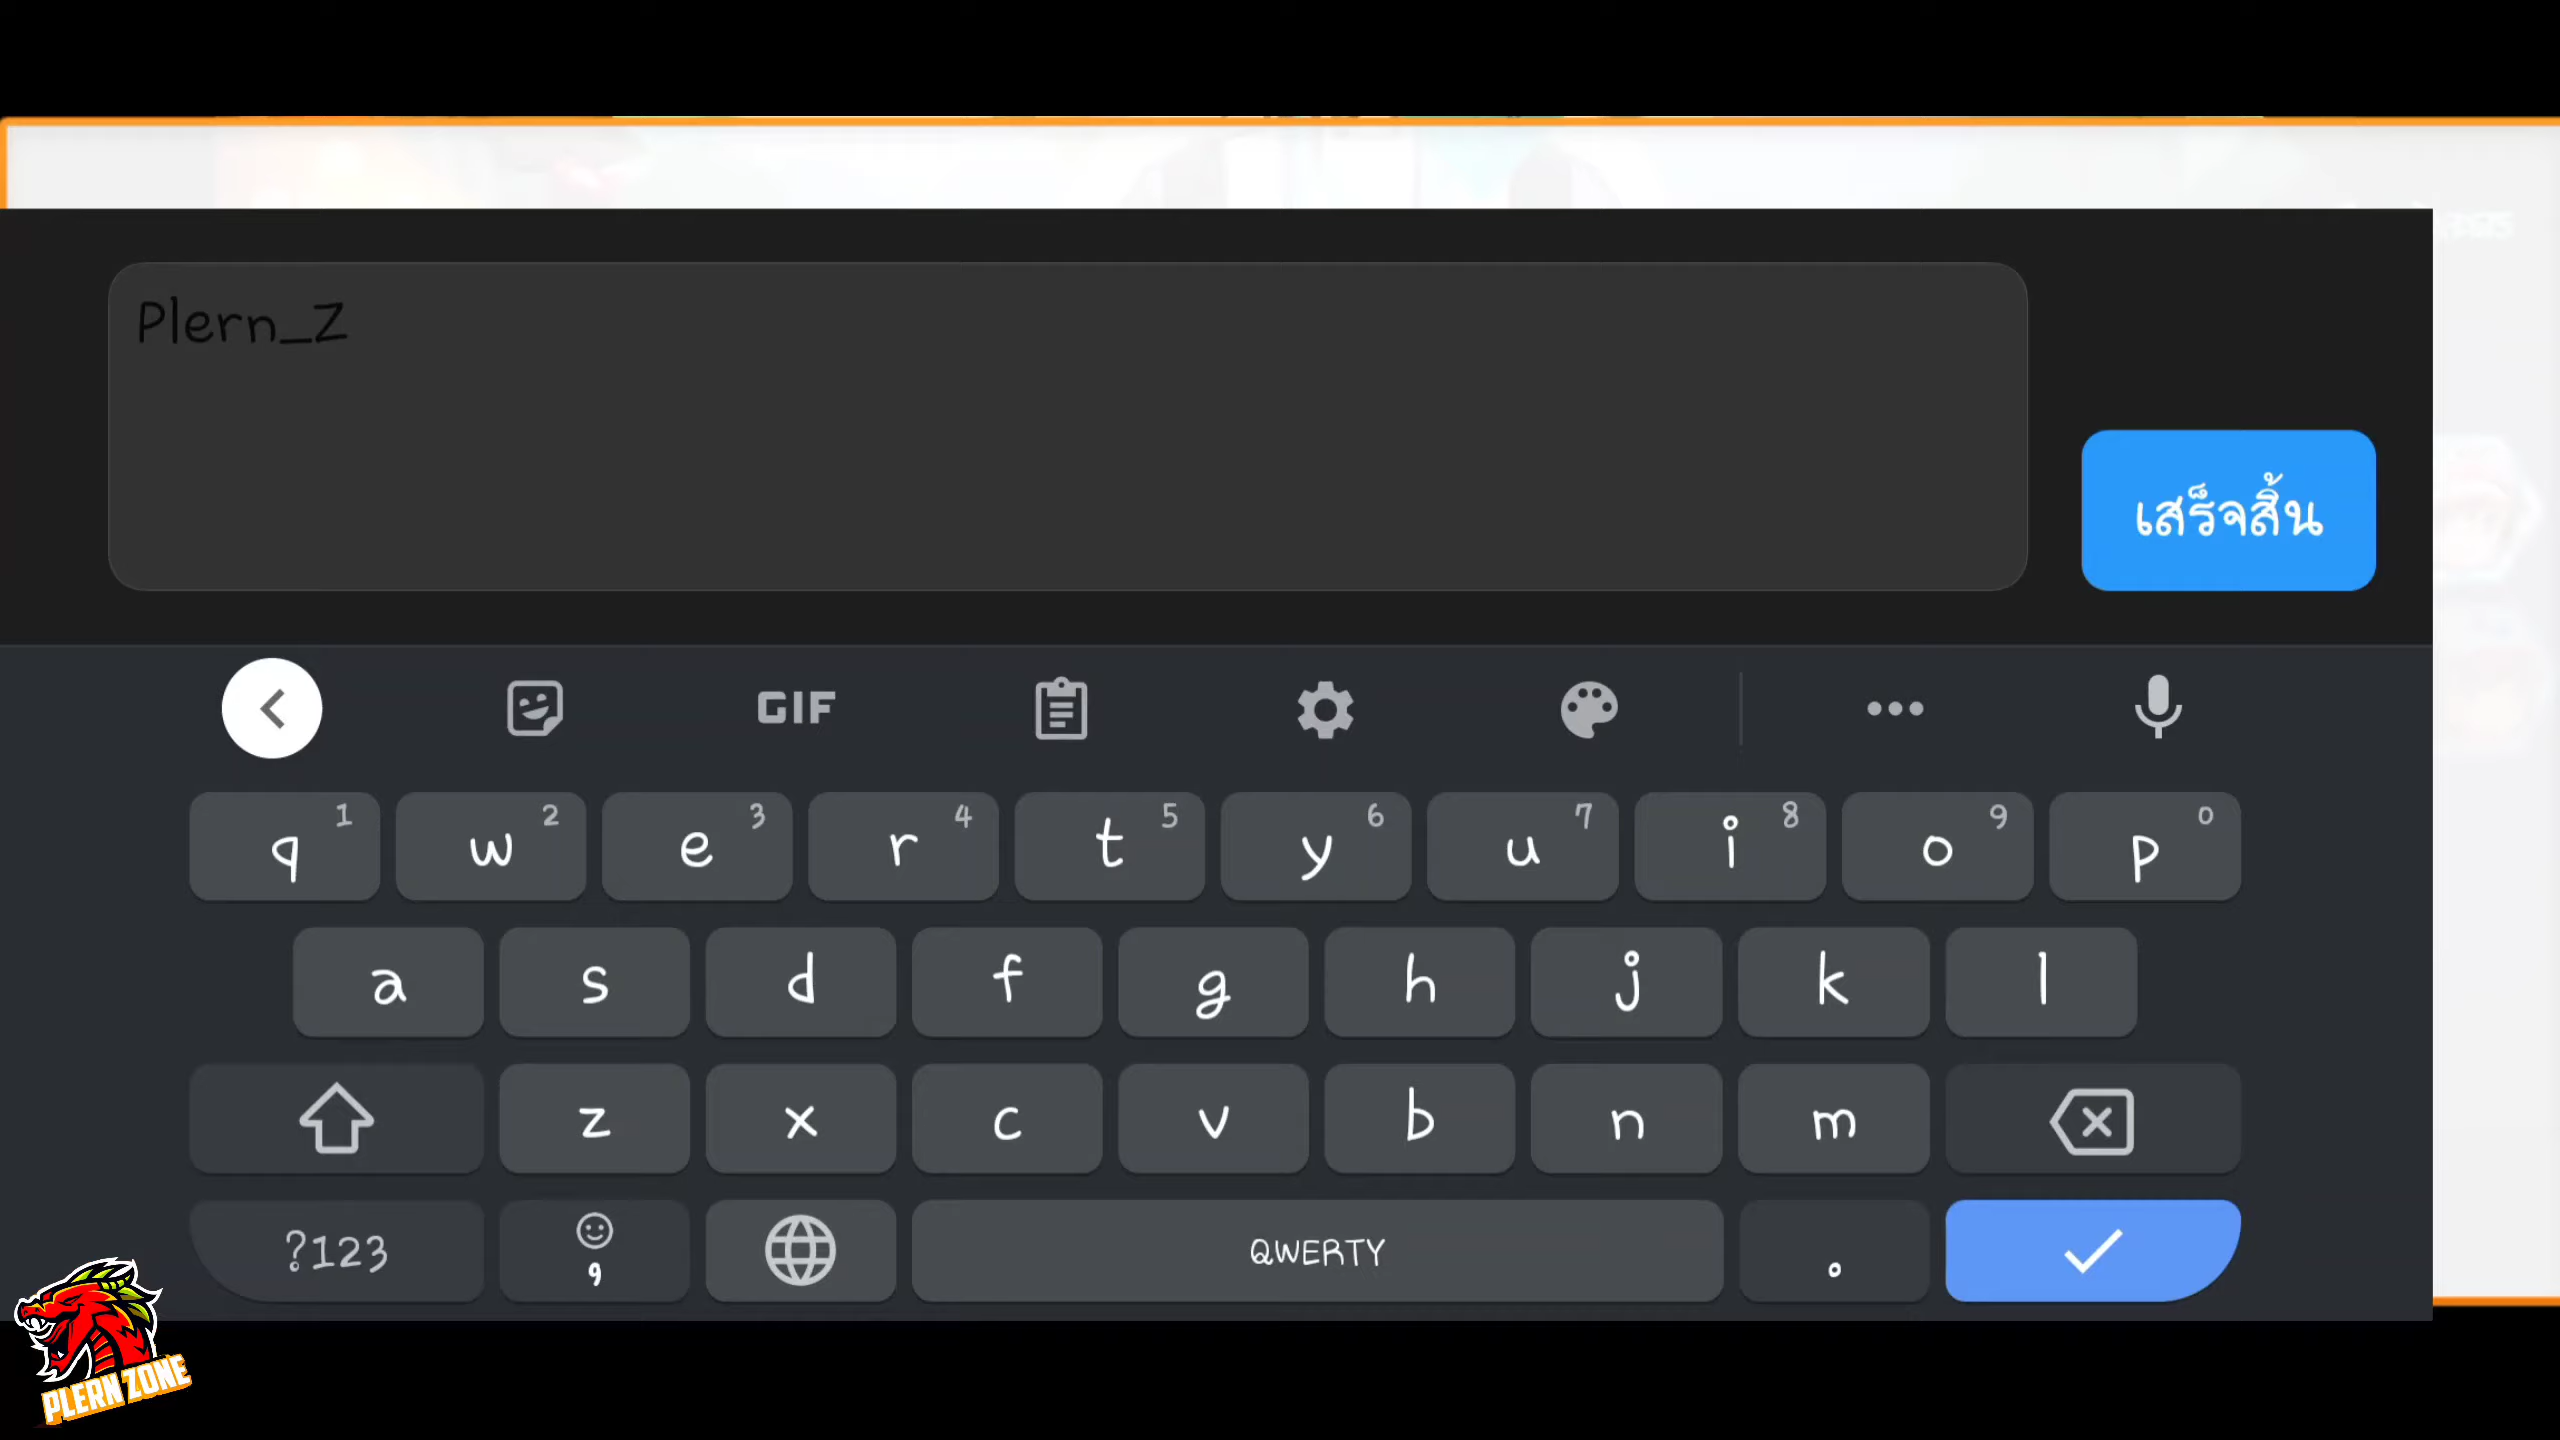 Plern_Z
เสร็จสิ้น
GIF
q 1 w 2 e 3 r 4 t 5 y 6 u 7 i 8 o 9 p 0
a s d f g h j k l
z x c v b n m
?123 , QWERTY .
PLERN ZONE